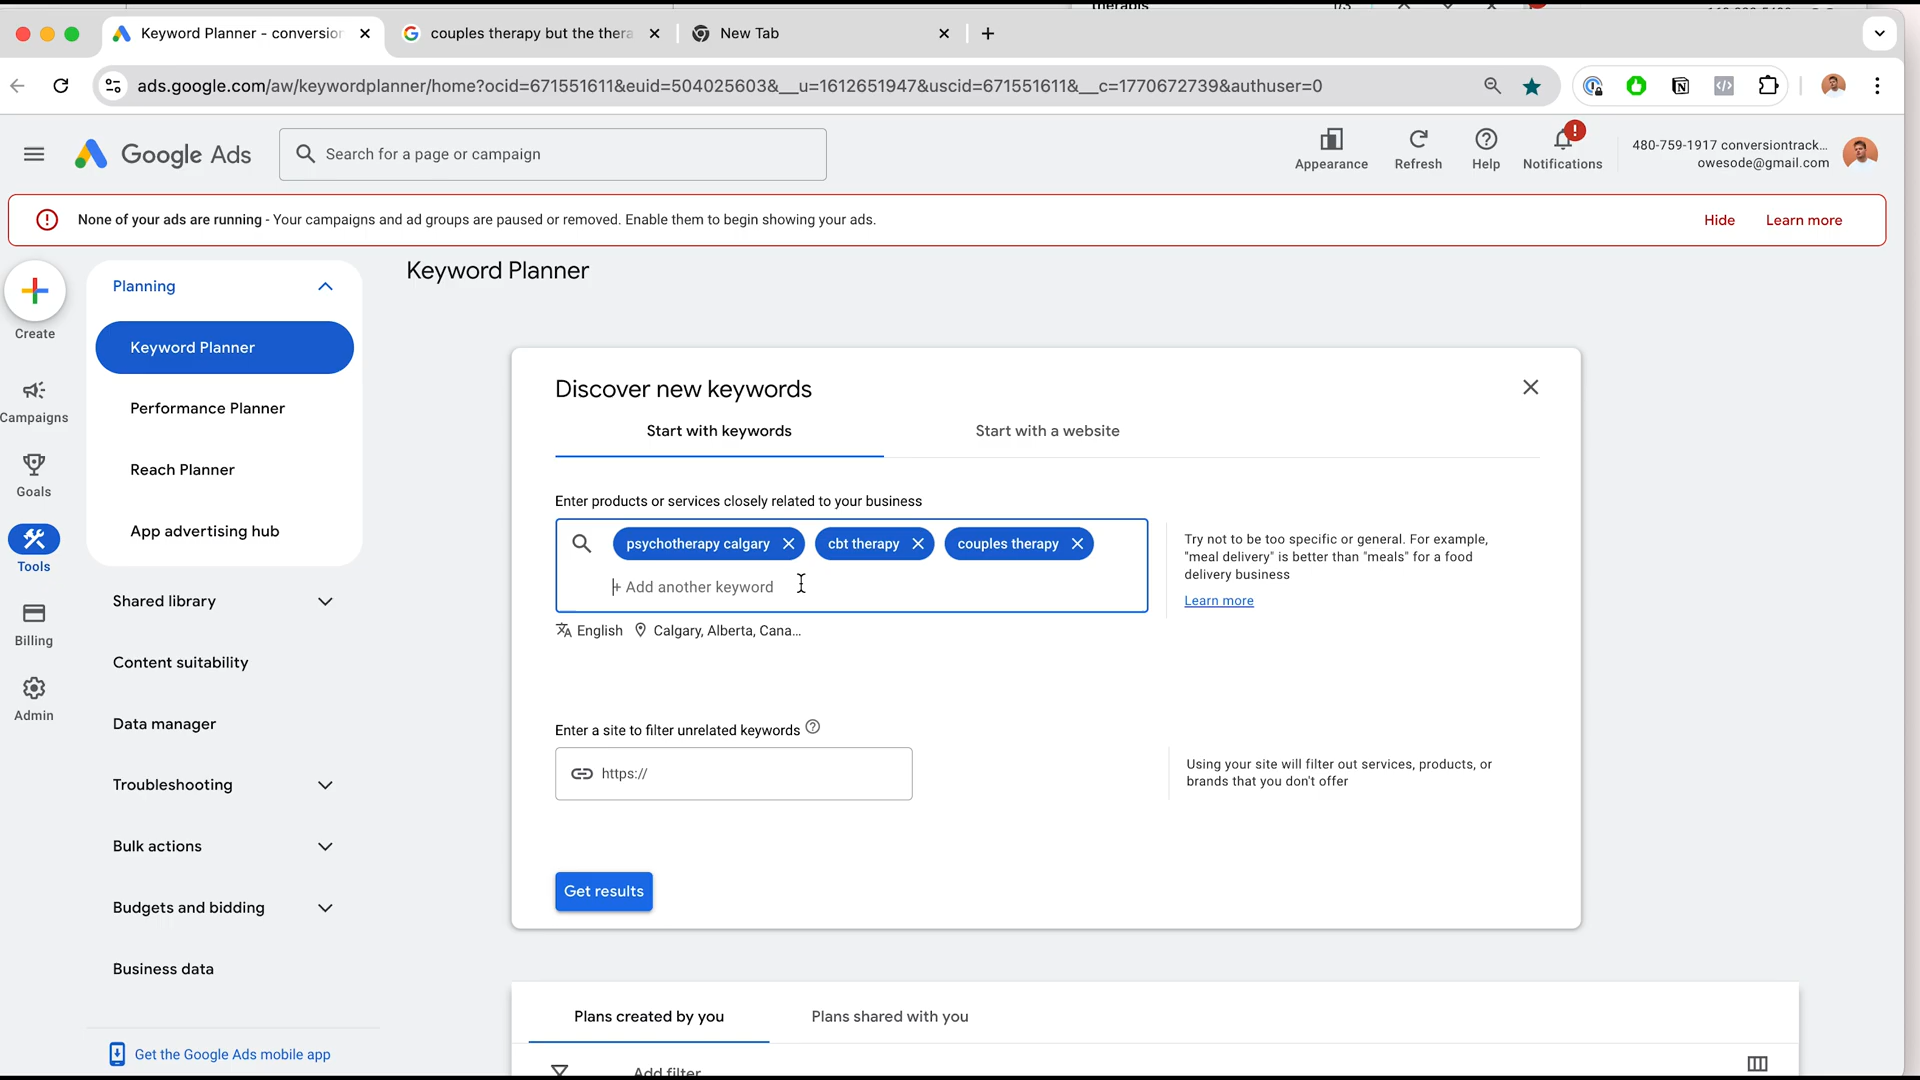 therapis
1/3
Keyword Planner - conversion
couples therapy but the thera
New Tab
ads.google.com/aw/keywordplanner/home?ocid=671551611&euid=504025603&__u=1612651947&uscid=671551611&__c=1770672739&authuser=0
Google Ads
Search for a page or campaign
Appearance
Refresh
Help
Notifications
480-759-1917 conversiontrack...
owesode@gmail.com
None of your ads are running - Your campaigns and ad groups are paused or removed. Enable them to begin showing your ads.
Hide
Learn more
Create
Campaigns
Goals
Tools
Billing
Admin
Planning
Keyword Planner
Performance Planner
Reach Planner
App advertising hub
Shared library
Content suitability
Data manager
Troubleshooting
Bulk actions
Budgets and bidding
Business data
Get the Google Ads mobile app
Keyword Planner
Discover new keywords
Start with keywords
Start with a website
Enter products or services closely related to your business
psychotherapy calgary
cbt therapy
couples therapy
+ Add another keyword
English
Calgary, Alberta, Cana...
Try not to be too specific or general. For example,
"meal delivery" is better than "meals" for a food
delivery business
Learn more
Enter a site to filter unrelated keywords
https://
Using your site will filter out services, products, or
brands that you don't offer
Get results
Plans created by you
Plans shared with you
Add filter